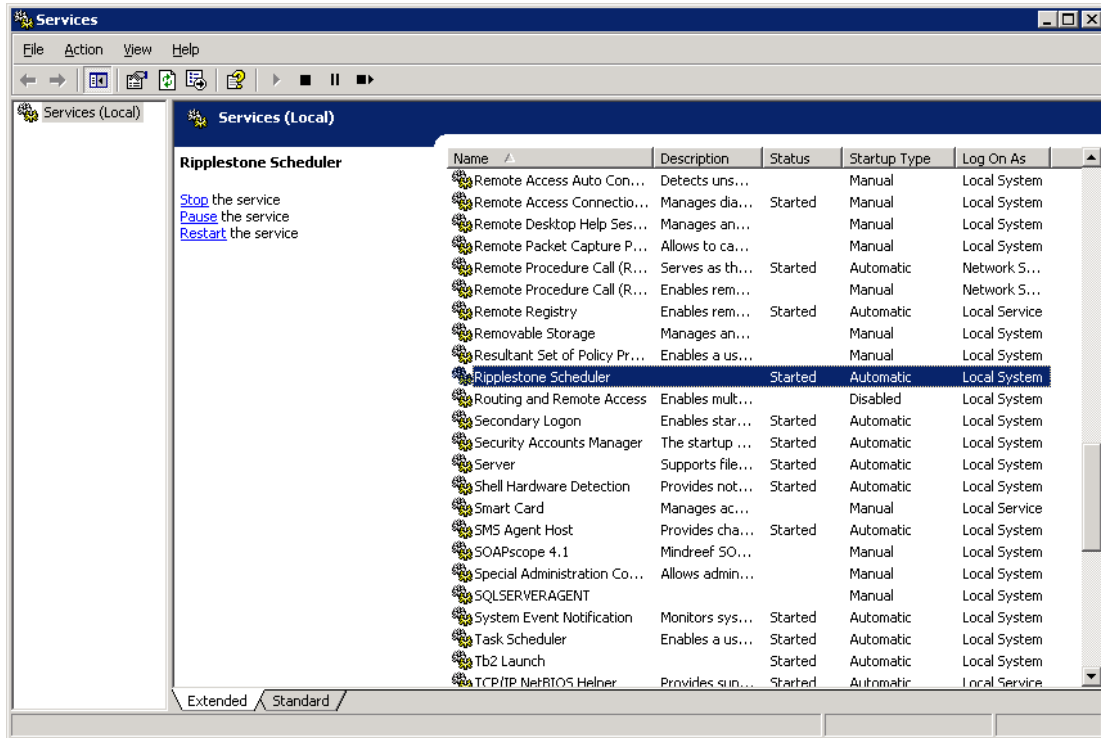 Services
File Action View Help
Services (Local)
Services (Local)
Ripplestone Scheduler
Stop the service
Pause the service
Restart the service
Name Description Status Startup Type Log On As
Remote Access Auto Con... Detects uns... Manual Local System
Remote Access Connectio... Manages dia... Started Manual Local System
Remote Desktop Help Ses... Manages an... Manual Local System
Remote Packet Capture P... Allows to ca... Manual Local System
Remote Procedure Call (R... Serves as th... Started Automatic Network S...
Remote Procedure Call (R... Enables rem... Manual Network S...
Remote Registry Enables rem... Started Automatic Local Service
Removable Storage Manages an... Manual Local System
Resultant Set of Policy Pr... Enables a us... Manual Local System
Ripplestone Scheduler Started Automatic Local System
Routing and Remote Access Enables mult... Disabled Local System
Secondary Logon Enables star... Started Automatic Local System
Security Accounts Manager The startup ... Started Automatic Local System
Server Supports file... Started Automatic Local System
Shell Hardware Detection Provides not... Started Automatic Local System
Smart Card Manages ac... Manual Local Service
SMS Agent Host Provides cha... Started Automatic Local System
SOAPscope 4.1 Mindreef SO... Manual Local System
Special Administration Co... Allows admin... Manual Local System
SQLSERVERAGENT Manual Local System
System Event Notification Monitors sys... Started Automatic Local System
Task Scheduler Enables a us... Started Automatic Local System
Tb2 Launch Started Automatic Local System
TCP/IP NetBIOS Helper Provides sup... Started Automatic Local Service
Extended Standard